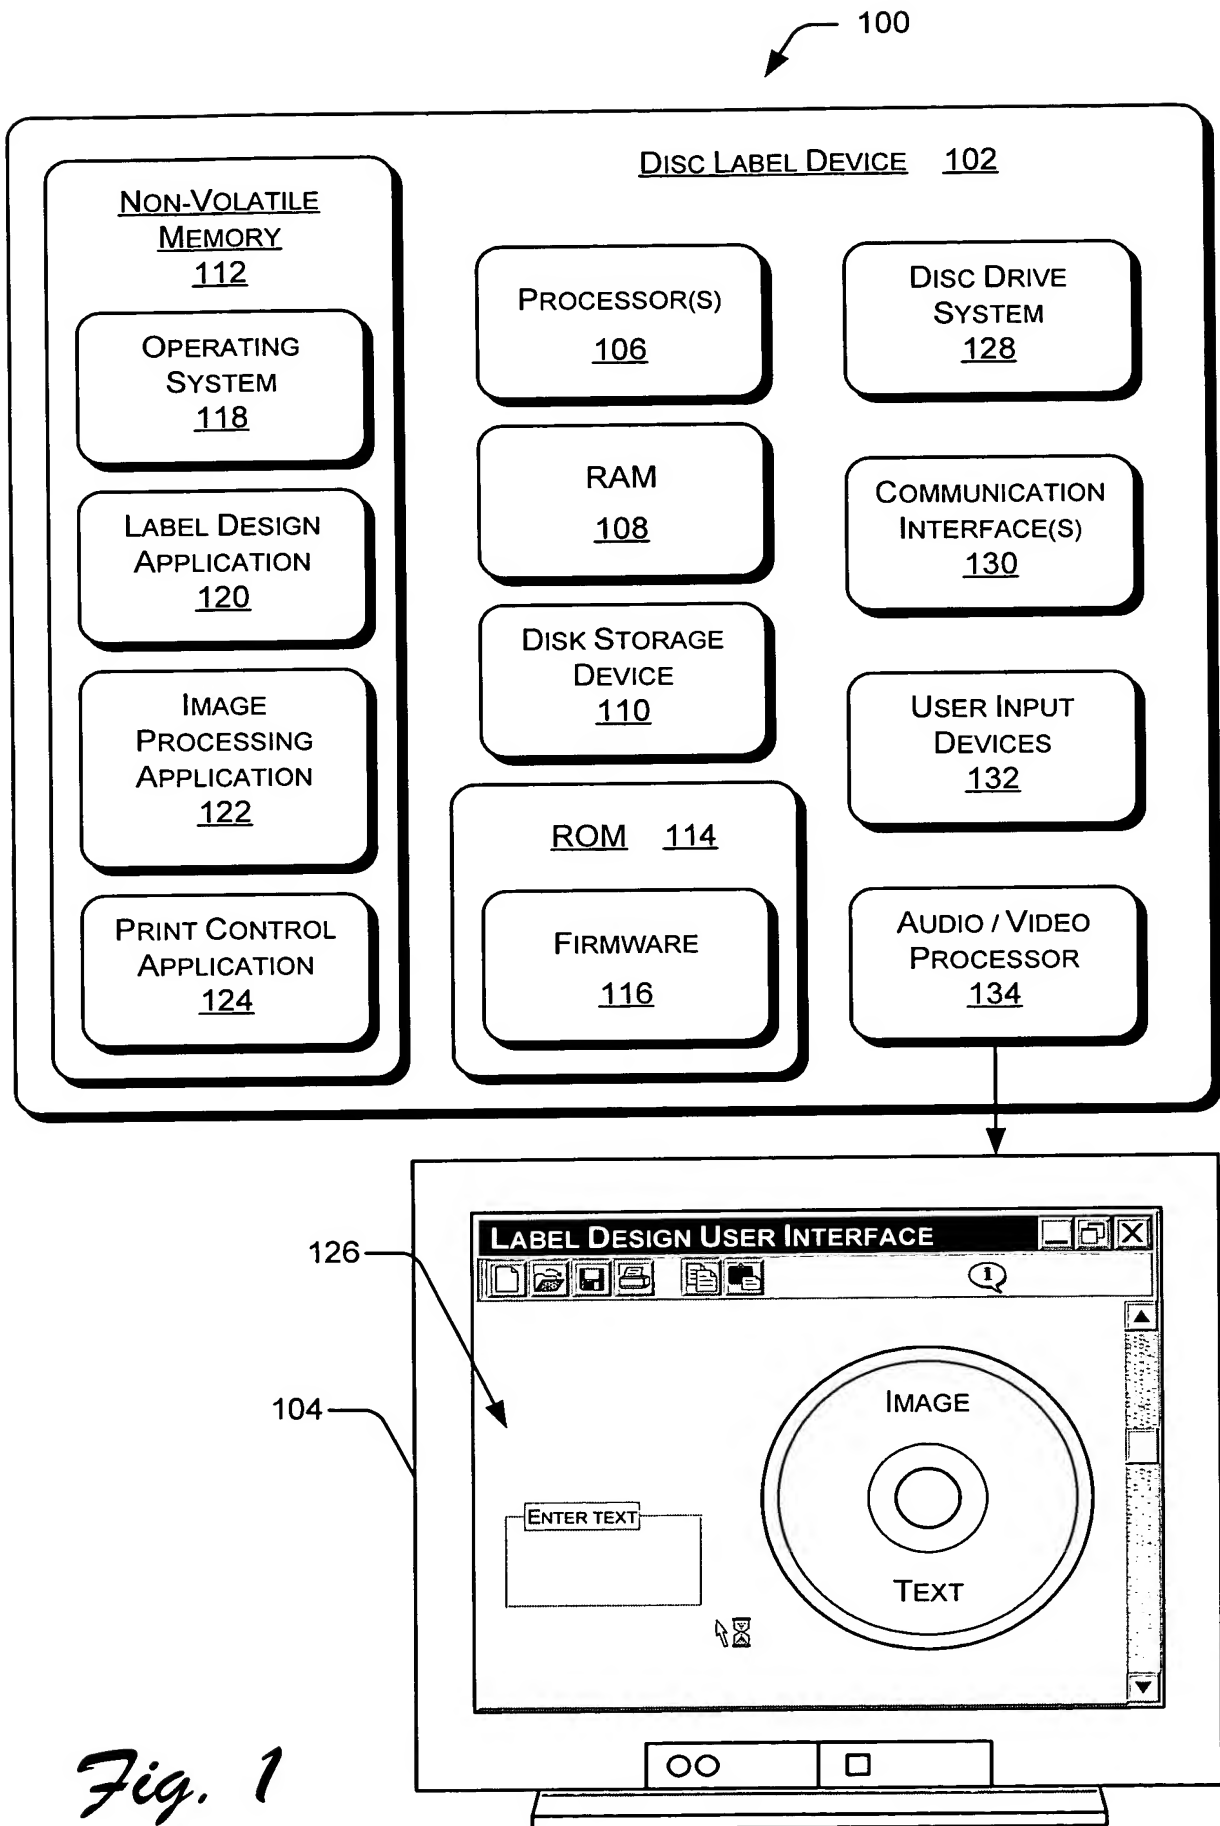 100
DISC LABEL DEVICE 102
NON-VOLATILE
MEMORY
112
OPERATING
SYSTEM
118
LABEL DESIGN
APPLICATION
120
IMAGE
PROCESSING
APPLICATION
122
PRINT CONTROL
APPLICATION
124
PROCESSOR(S)
106
RAM
108
DISK STORAGE
DEVICE
110
ROM 114
FIRMWARE
116
DISC DRIVE
SYSTEM
128
COMMUNICATION
INTERFACE(S)
130
USER INPUT
DEVICES
132
AUDIO / VIDEO
PROCESSOR
134
LABEL DESIGN USER INTERFACE
i
126
104
IMAGE
TEXT
ENTER TEXT
Fig. 1